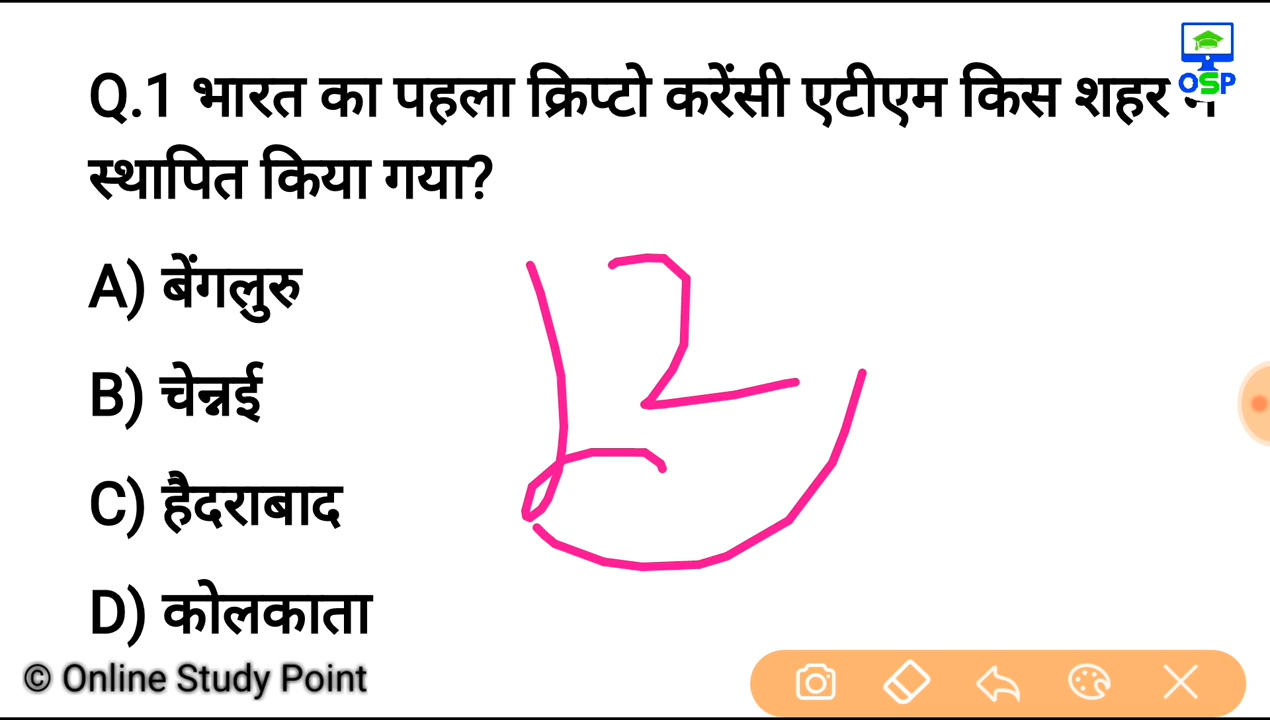 OSP
Q.1 भारत का पहला क्रिप्टो करेंसी एटीएम किस शहर
स्थापित किया गया?
A) बेंगलुरु
B) चेन्नई
C) हैदराबाद
D) कोलकाता
© Online Study Point